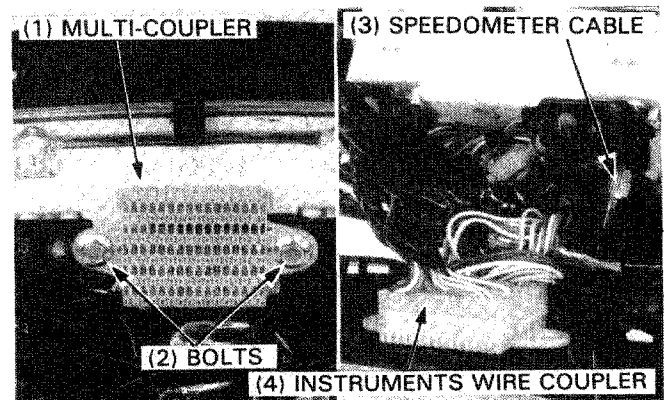 (1) MULTI-COUPLER
(3) SPEEDOMETER CABLE
(2) BOLTS
(4) INSTRUMENTS WIRE COUPLER